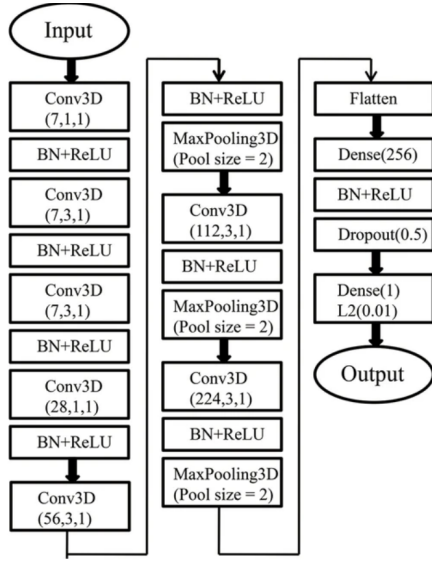 Input
Conv3D
(7,1,1)
BN+ReLU
Conv3D
(7,3,1)
BN+ReLU
Conv3D
(7,3,1)
BN+ReLU
Conv3D
(28,1,1)
BN+ReLU
Conv3D
(56,3,1)
BN+ReLU
MaxPooling3D
(Pool size = 2)
Conv3D
(112,3,1)
BN+ReLU
MaxPooling3D
(Pool size = 2)
Conv3D
(224,3,1)
BN+ReLU
MaxPooling3D
(Pool size = 2)
Flatten
Dense(256)
BN+ReLU
Dropout(0.5)
Dense(1)
L2(0.01)
Output